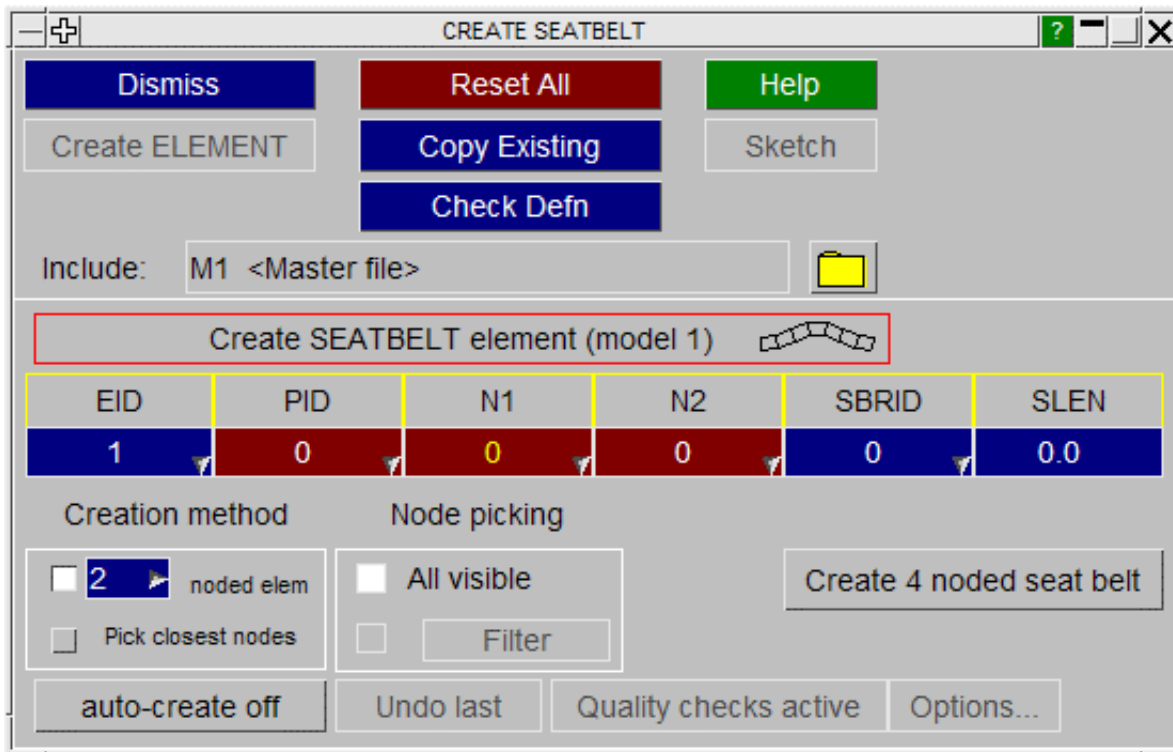 CREATE SEATBELT ?
Dismiss Reset All Help
Create ELEMENT Copy Existing Sketch
Check Defn
Include: M1 <Master file>
Create SEATBELT element (model 1)
EID PID N1 N2 SBRID SLEN
1 0 0 0 0 0.0
Creation method Node picking
2 noded elem All visible Create 4 noded seat belt
Pick closest nodes Filter
auto-create off Undo last Quality checks active Options...